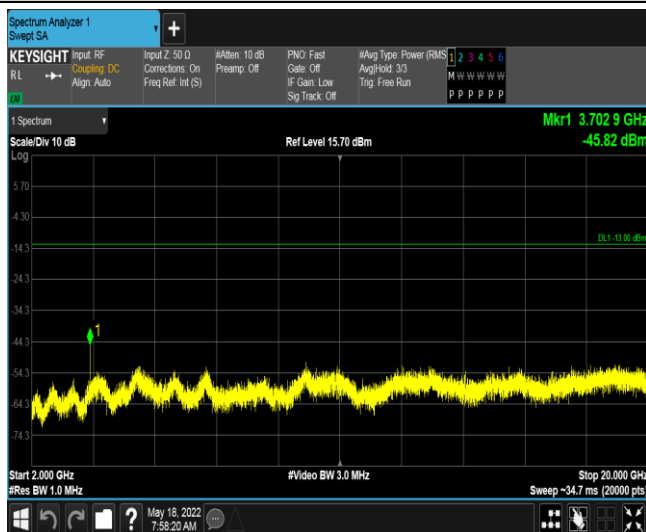 Spectrum Analyzer 1
Swept SA
+
KEYSIGHT
RL
Input: RF
Coupling: DC
Align: Auto
Input Z: 50 Ω
Corrections: On
Freq Ref: Int (S)
#Atten: 10 dB
Preamp: Off
PNO: Fast
Gate: Off
IF Gain: Low
Sig Track: Off
#Avg Type: Power (RMS
Avg|Hold: 3/3
Trig: Free Run
1 2 3 4 5 6
M W W W W W
P P P P P P
1 Spectrum
Mkr1 3.702 9 GHz
Scale/Div 10 dB
Ref Level 15.70 dBm
-45.82 dBm
Log
5.70
-4.30
DL1 -13.00 dBm
-14.3
-24.3
-34.3
1
-44.3
-54.3
-64.3
-74.3
Start 2.000 GHz
#Video BW 3.0 MHz
Stop 20.000 GHz
#Res BW 1.0 MHz
Sweep ~34.7 ms (20000 pts)
?
May 18, 2022
7:58:20 AM